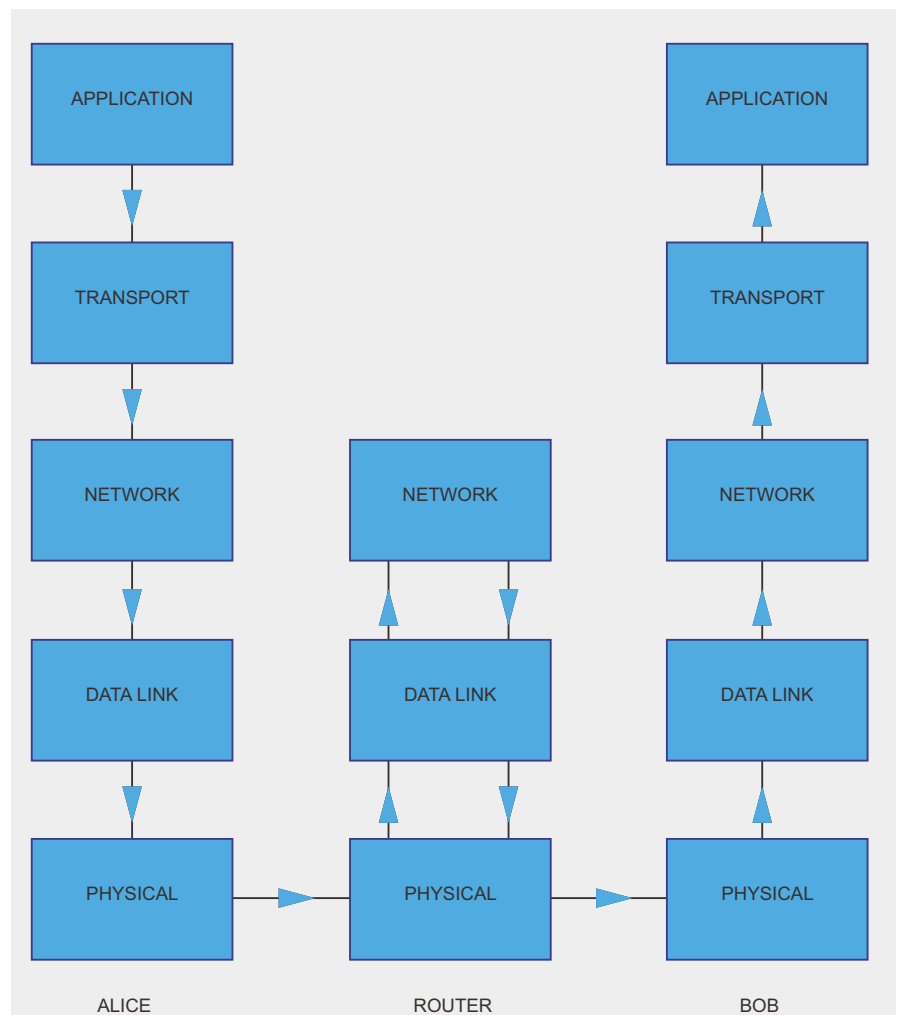 APPLICATION
APPLICATION
TRANSPORT
TRANSPORT
NETWORK
NETWORK
NETWORK
DATA LINK
DATA LINK
DATA LINK
PHYSICAL
PHYSICAL
PHYSICAL
ALICE
ROUTER
BOB